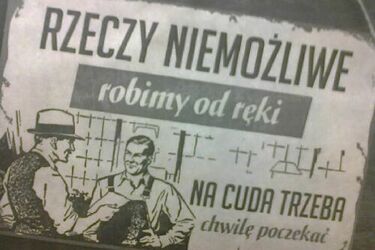 RZECZY NIEMOŻLIWE
robimy od ręki
NA CUDA TRZEBA
chwilę poczekać